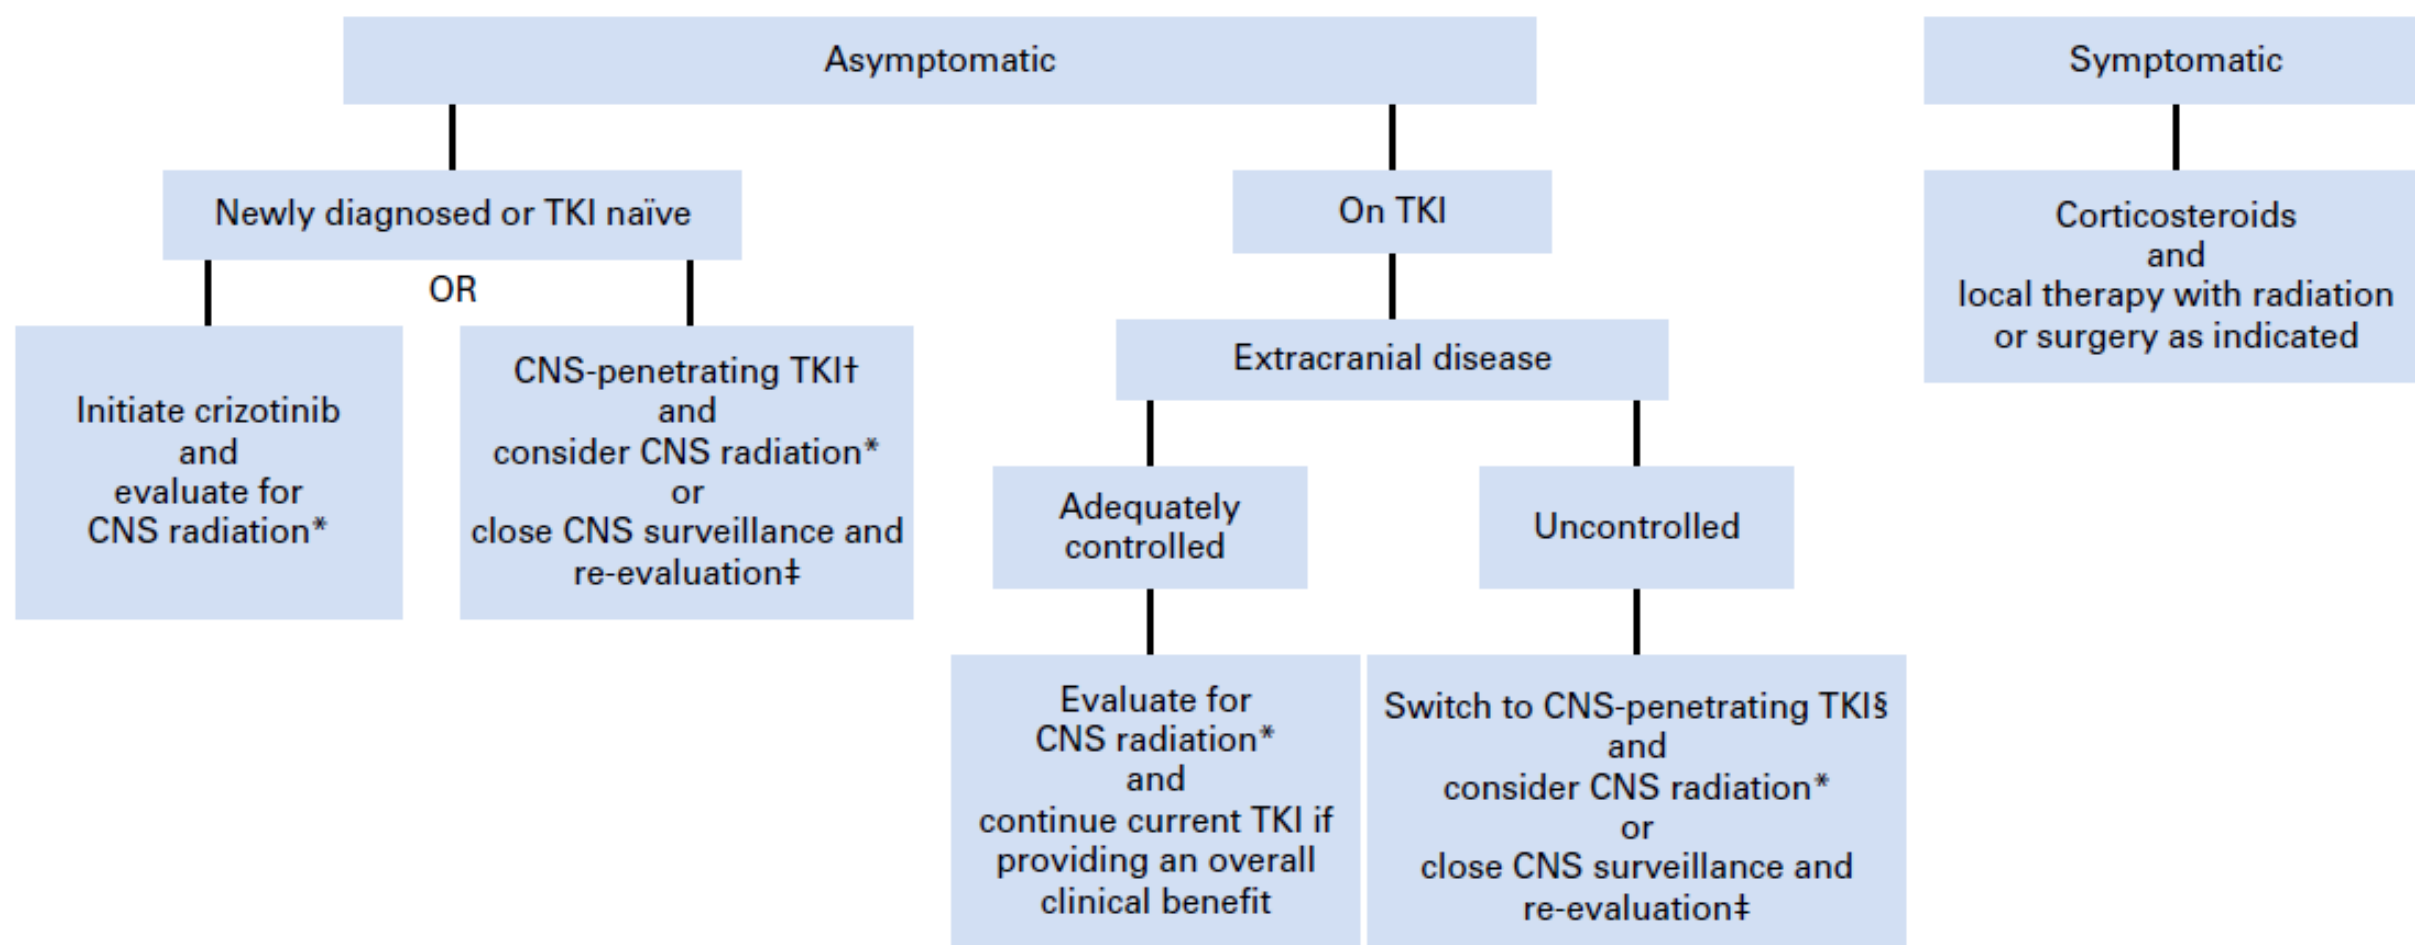 Asymptomatic
Symptomatic
Newly diagnosed or TKI naïve
On TKI
Corticosteroids
and
local therapy with radiation
or surgery as indicated
OR
Initiate crizotinib
and
evaluate for
CNS radiation*
CNS-penetrating TKI†
and
consider CNS radiation*
or
close CNS surveillance and
re-evaluation‡
Extracranial disease
Adequately
controlled
Uncontrolled
Evaluate for
CNS radiation*
and
continue current TKI if
providing an overall
clinical benefit
Switch to CNS-penetrating TKI§
and
consider CNS radiation*
or
close CNS surveillance and
re-evaluation‡